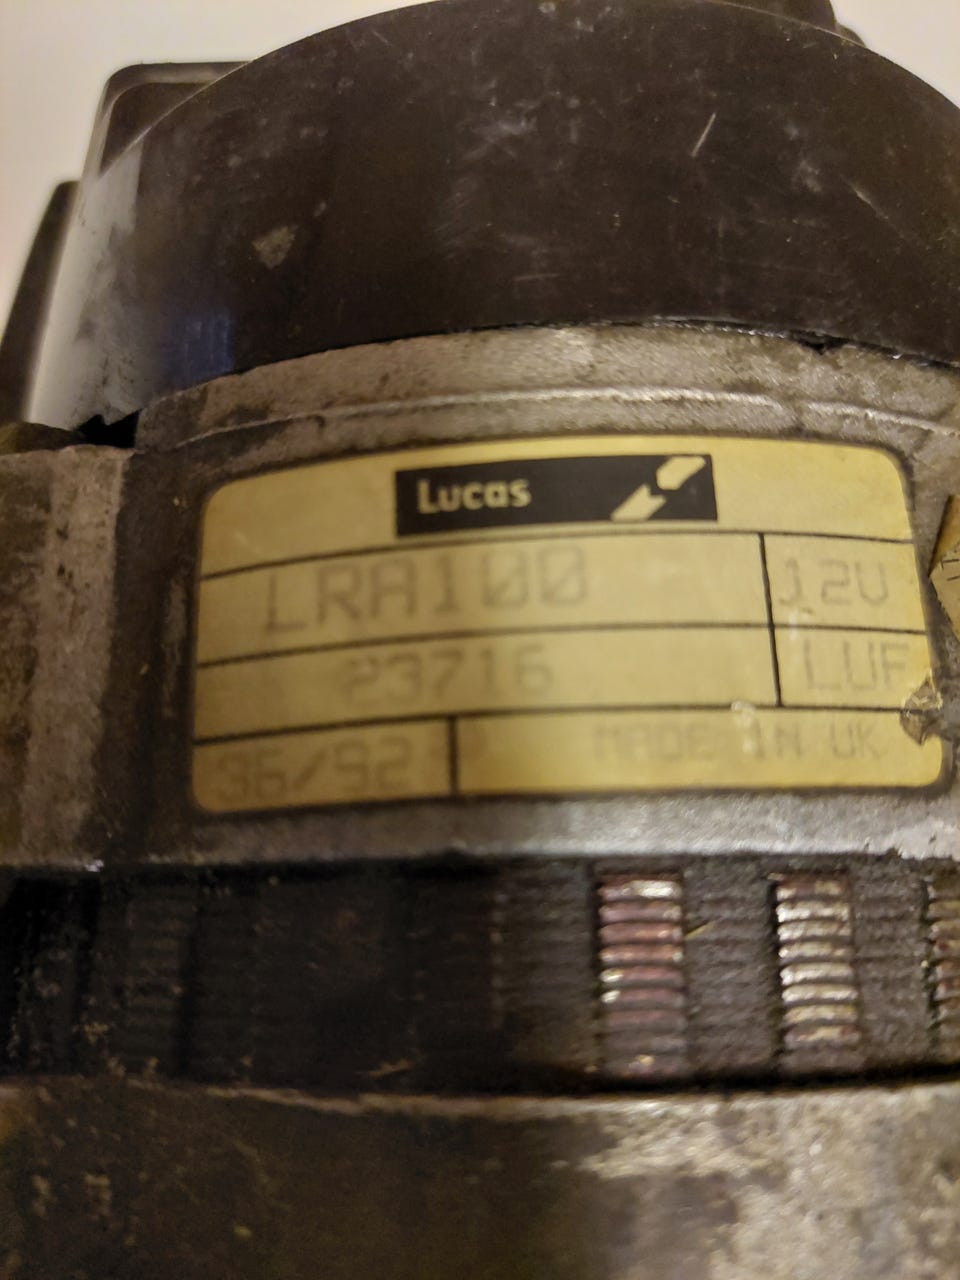 Lucas
LRA100 12V
23716 LUF
36/92 MADE IN UK